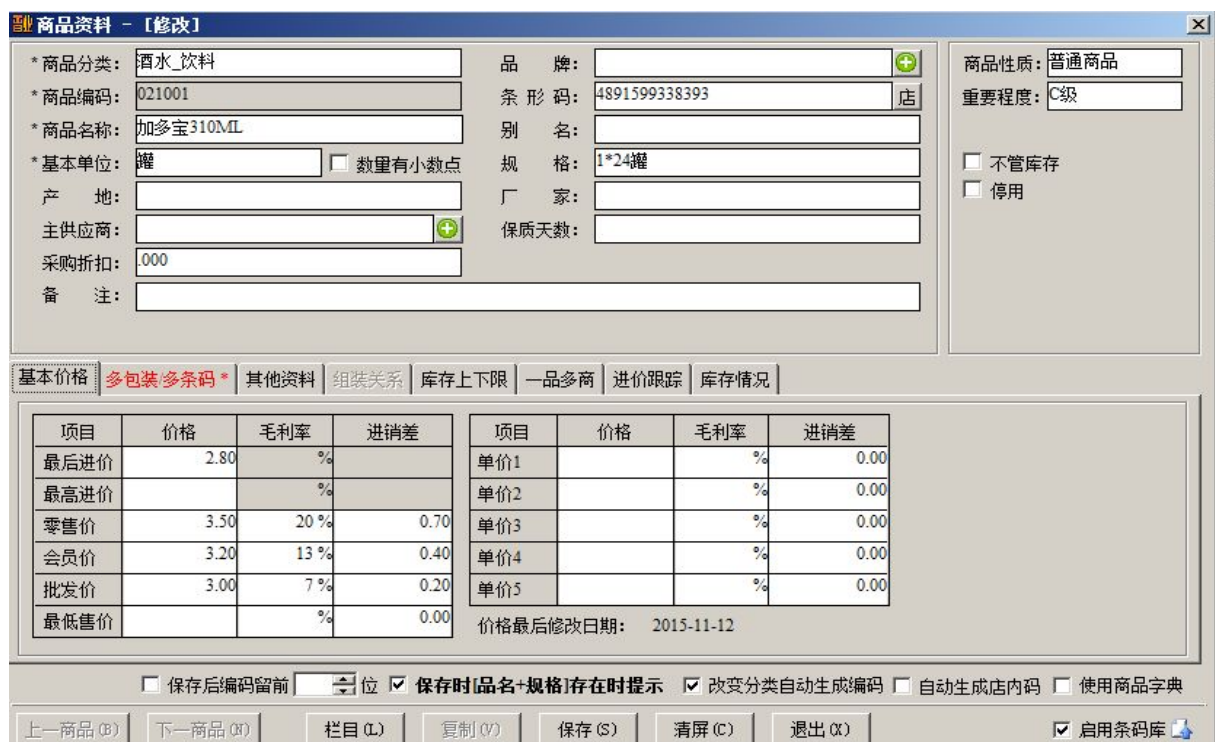 商品资料 - [修改]
*商品分类: 酒水_饮料 品 牌: 商品性质: 普通商品
*商品编码: 021001 条 形 码: 4891599338393 店 重要程度: C级
*商品名称: 加多宝310ML 别 名:
*基本单位: 罐 数里有小数点 规 格: 1*24罐 不管库存
产 地: 厂 家: 停用
主供应商: 保质天数:
采购折扣: .000
备 注:
基本价格 多包装/多条码 * 其他资料 组装关系 库存上下限 一品多商 进价跟踪 库存情况
项目 价格 毛利率 进销差 项目 价格 毛利率 进销差
最后进价 2.80 % 单价1 % 0.00
最高进价 % 单价2 % 0.00
零售价 3.50 20 % 0.70 单价3 % 0.00
会员价 3.20 13 % 0.40 单价4 % 0.00
批发价 3.00 7 % 0.20 单价5 % 0.00
最低售价 % 0.00 价格最后修改日期: 2015-11-12
保存后编码留前 位 保存时[品名+规格]存在时提示 改变分类自动生成编码 自动生成店内码 使用商品字典
上一商品(B) 下一商品(N) 栏目(L) 复制(V) 保存(S) 清屏(C) 退出(X) 启用条码库